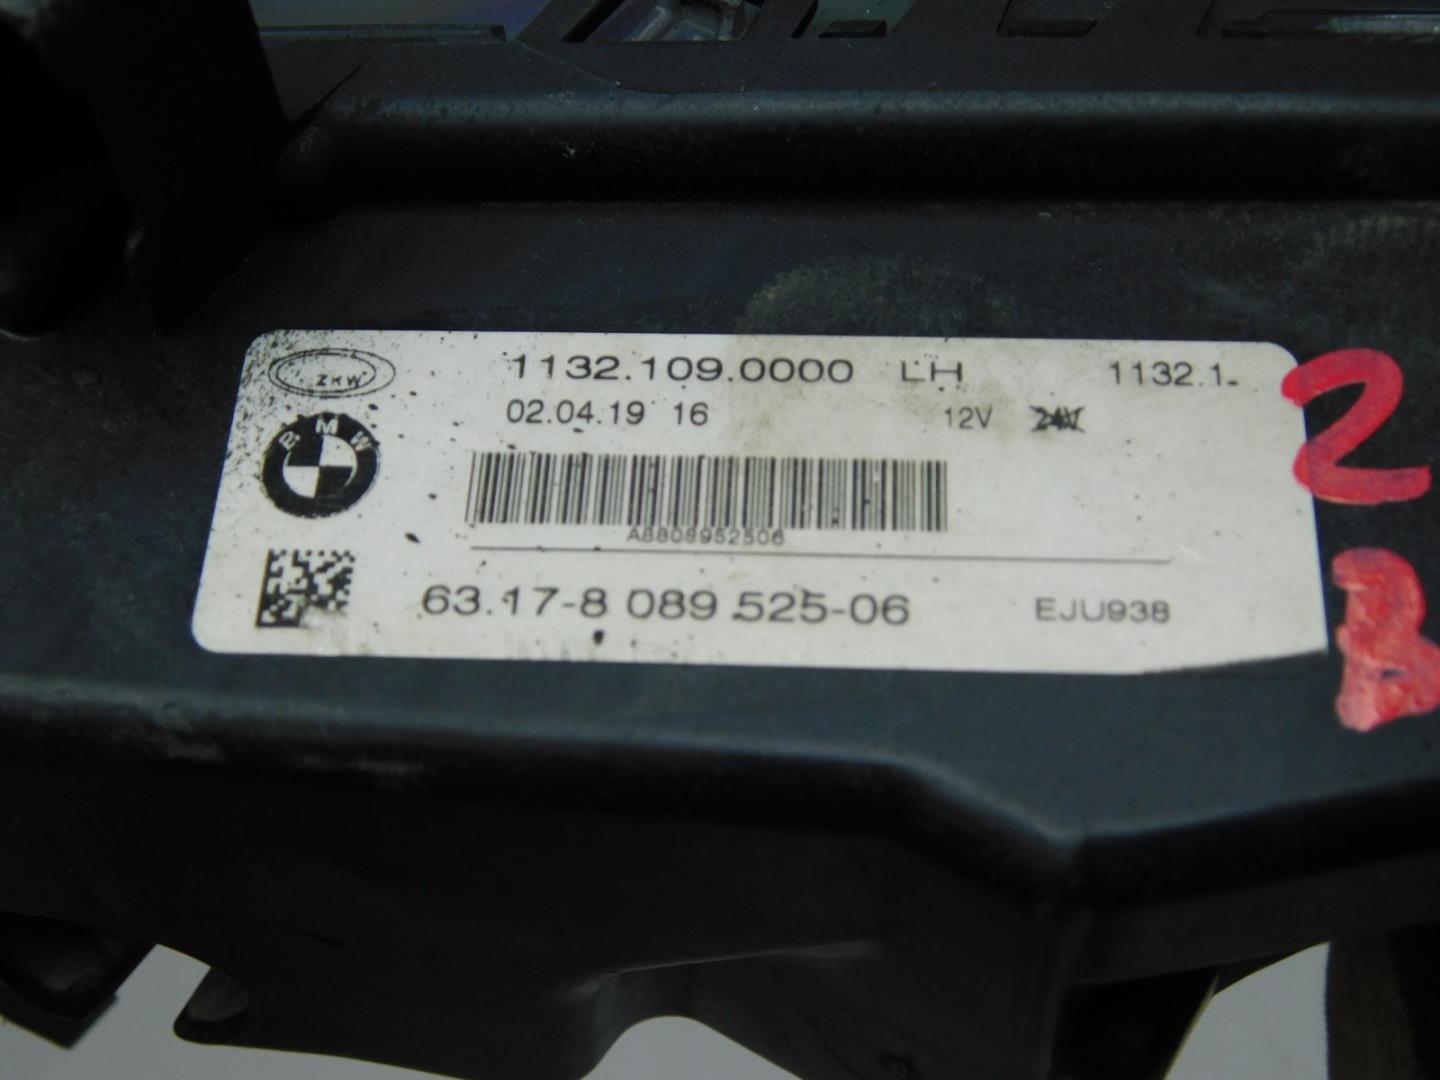 ZKW 1132.109.0000 LH 1132.1
02.04.19 16 12V 24V
BMW
A8808952506
63.17-8 089 525-06 EJU938
2